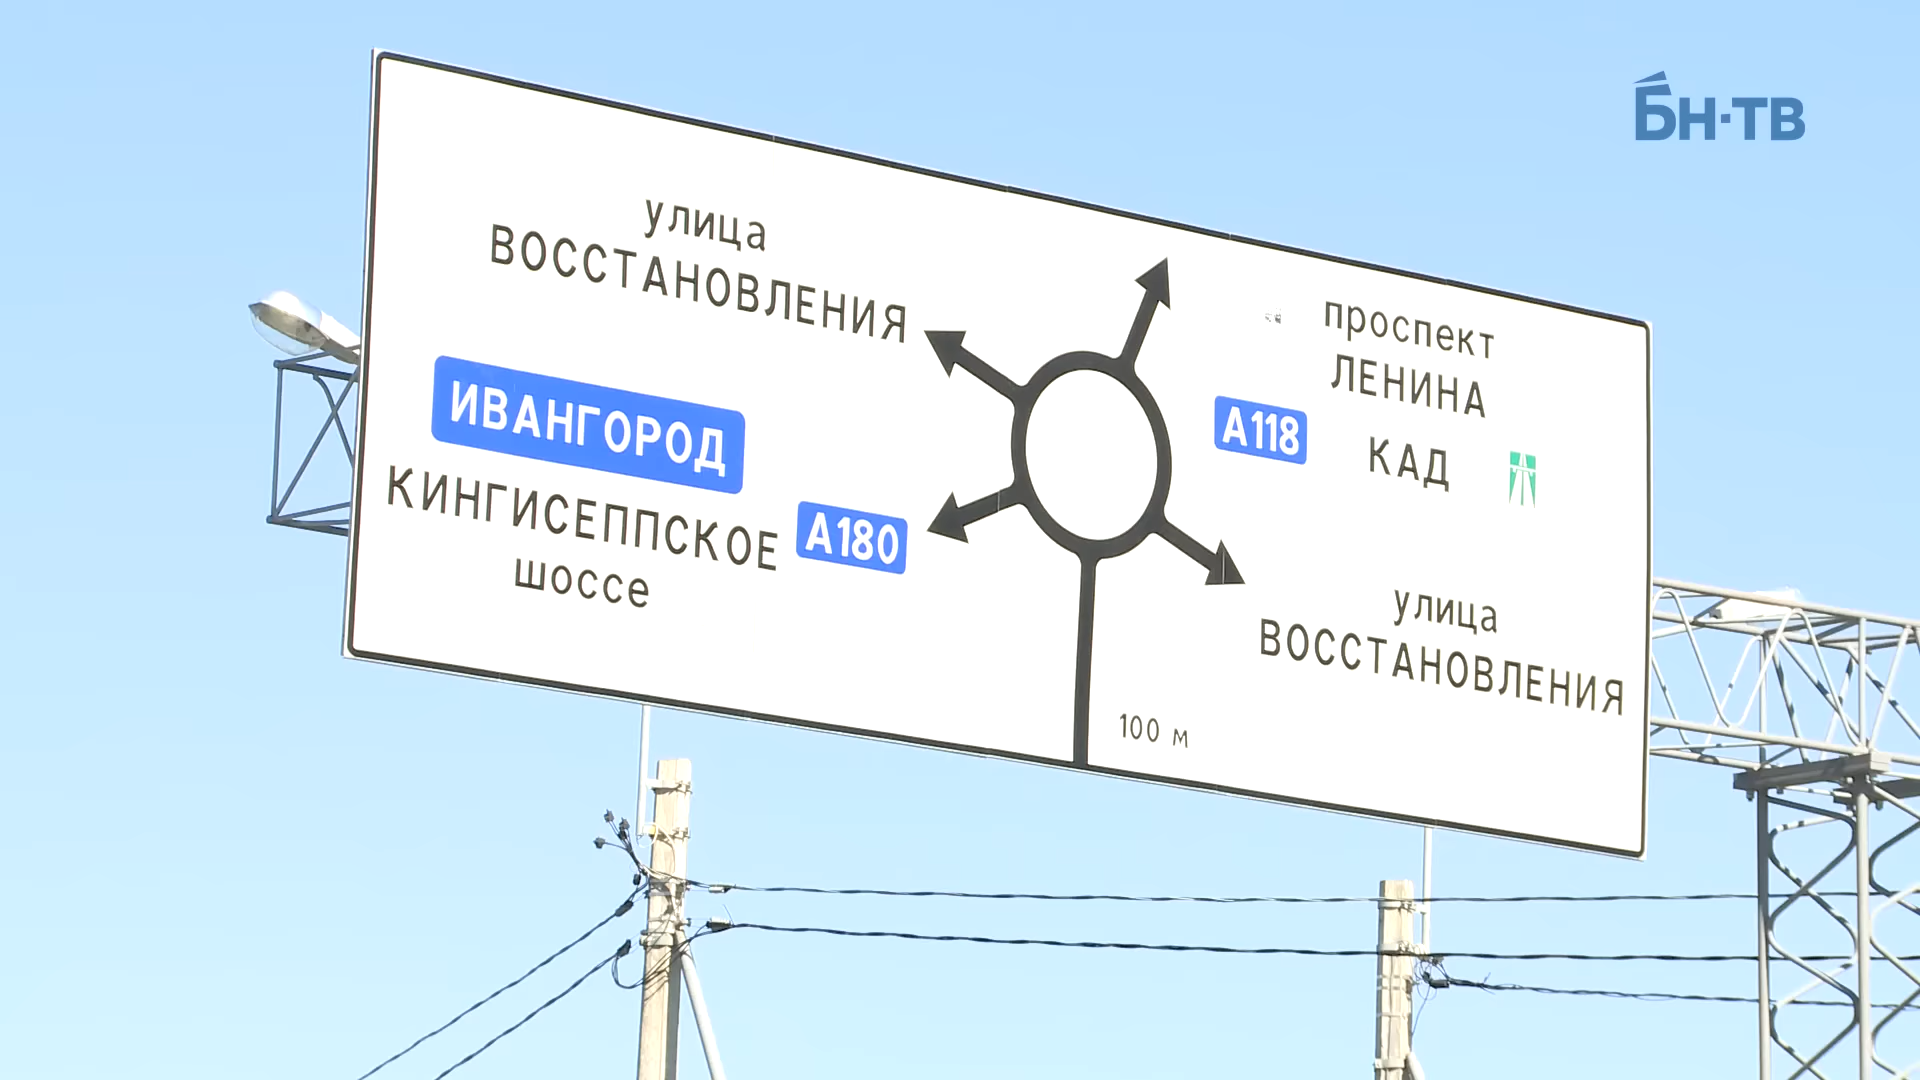 БН·ТВ
улица
ВОССТАНОВЛЕНИЯ
ИВАНГОРОД
КИНГИСЕППСКОЕ
шоссе
А180
проспект
ЛЕНИНА
А118
КАД
улица
ВОССТАНОВЛЕНИЯ
100 м